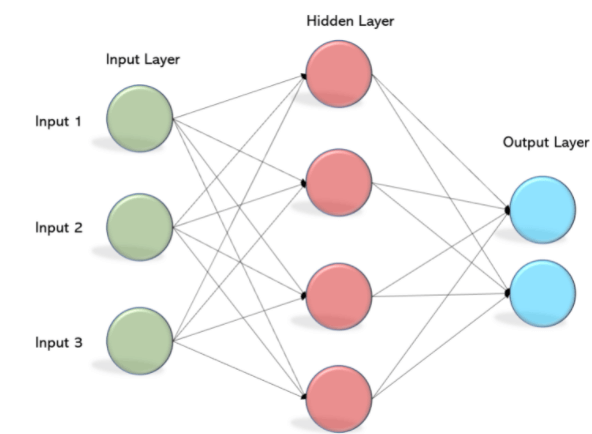 Hidden Layer
Input Layer
Input 1
Output Layer
Input 2
Input 3